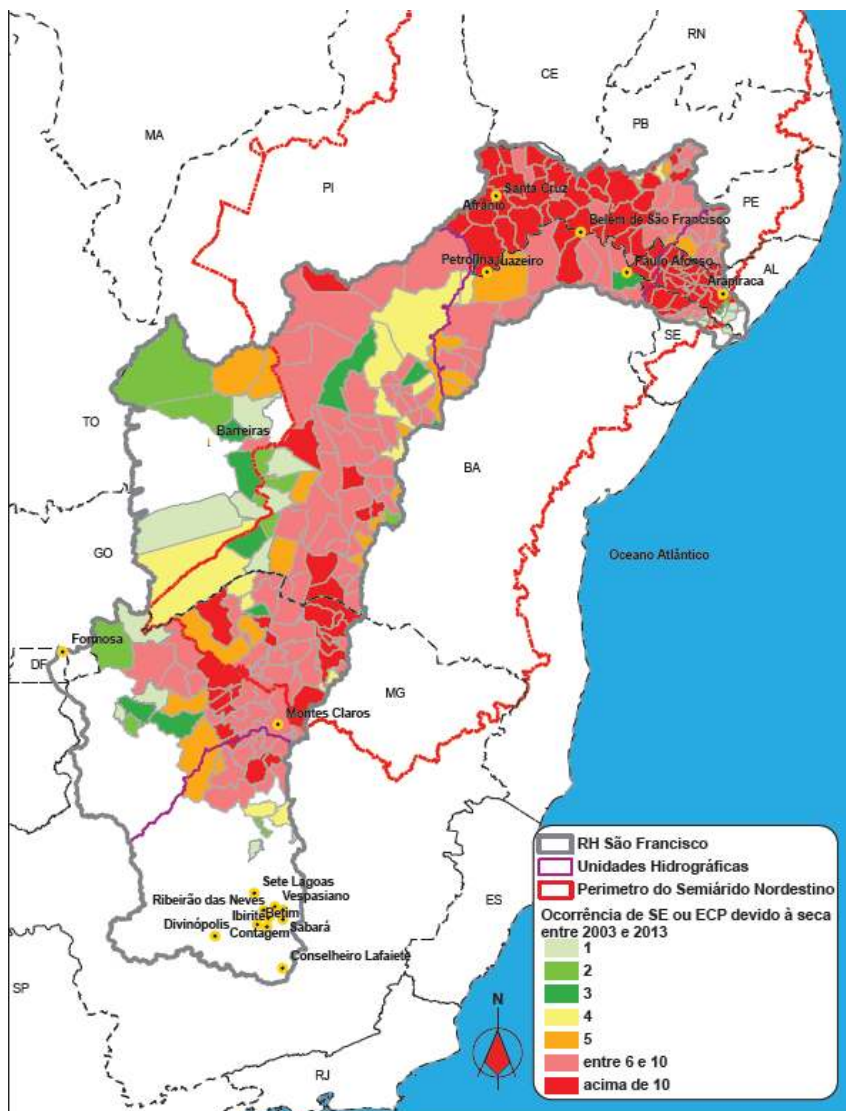 RN
CE
MA
PB
PI
Santa Cruz
PE
Afrânio
Belém de São Francisco
Petrolina Juazeiro
Paulo Afonso
AL
Arapiraca
SE
TO
Barreiras
BA
GO
Oceano Atlântico
Formosa
DF
MG
Montes Claros
RH São Francisco
Unidades Hidrográficas
Perimetro do Semiárido Nordestino
Ocorrência de SE ou ECP devido à seca
entre 2003 e 2013
1
2
3
4
5
entre 6 e 10
acima de 10
Sete Lagoas
Ribeirão das Neves
Vespasiano
ES
Ibirité
Betim
Divinópolis
Sabará
Contagem
Conselheiro Lafaiete
SP
N
RJ